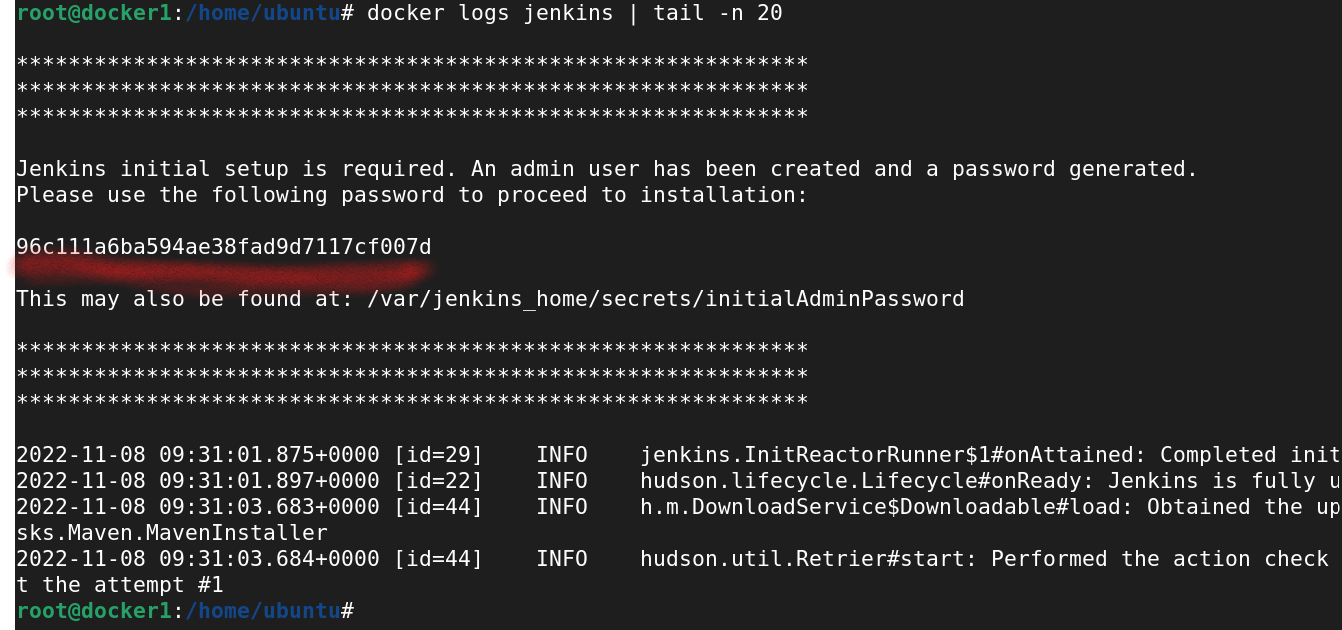 root@docker1:/home/ubuntu# docker logs jenkins | tail -n 20
*************************************************************
*************************************************************
*************************************************************
Jenkins initial setup is required. An admin user has been created and a password generated.
Please use the following password to proceed to installation:
96c111a6ba594ae38fad9d7117cf007d
This may also be found at: /var/jenkins_home/secrets/initialAdminPassword
*************************************************************
*************************************************************
*************************************************************
2022-11-08 09:31:01.875+0000 [id=29]    INFO    jenkins.InitReactorRunner$1#onAttained: Completed init
2022-11-08 09:31:01.897+0000 [id=22]    INFO    hudson.lifecycle.Lifecycle#onReady: Jenkins is fully u
2022-11-08 09:31:03.683+0000 [id=44]    INFO    h.m.DownloadService$Downloadable#load: Obtained the up
sks.Maven.MavenInstaller
2022-11-08 09:31:03.684+0000 [id=44]    INFO    hudson.util.Retrier#start: Performed the action check
t the attempt #1
root@docker1:/home/ubuntu#